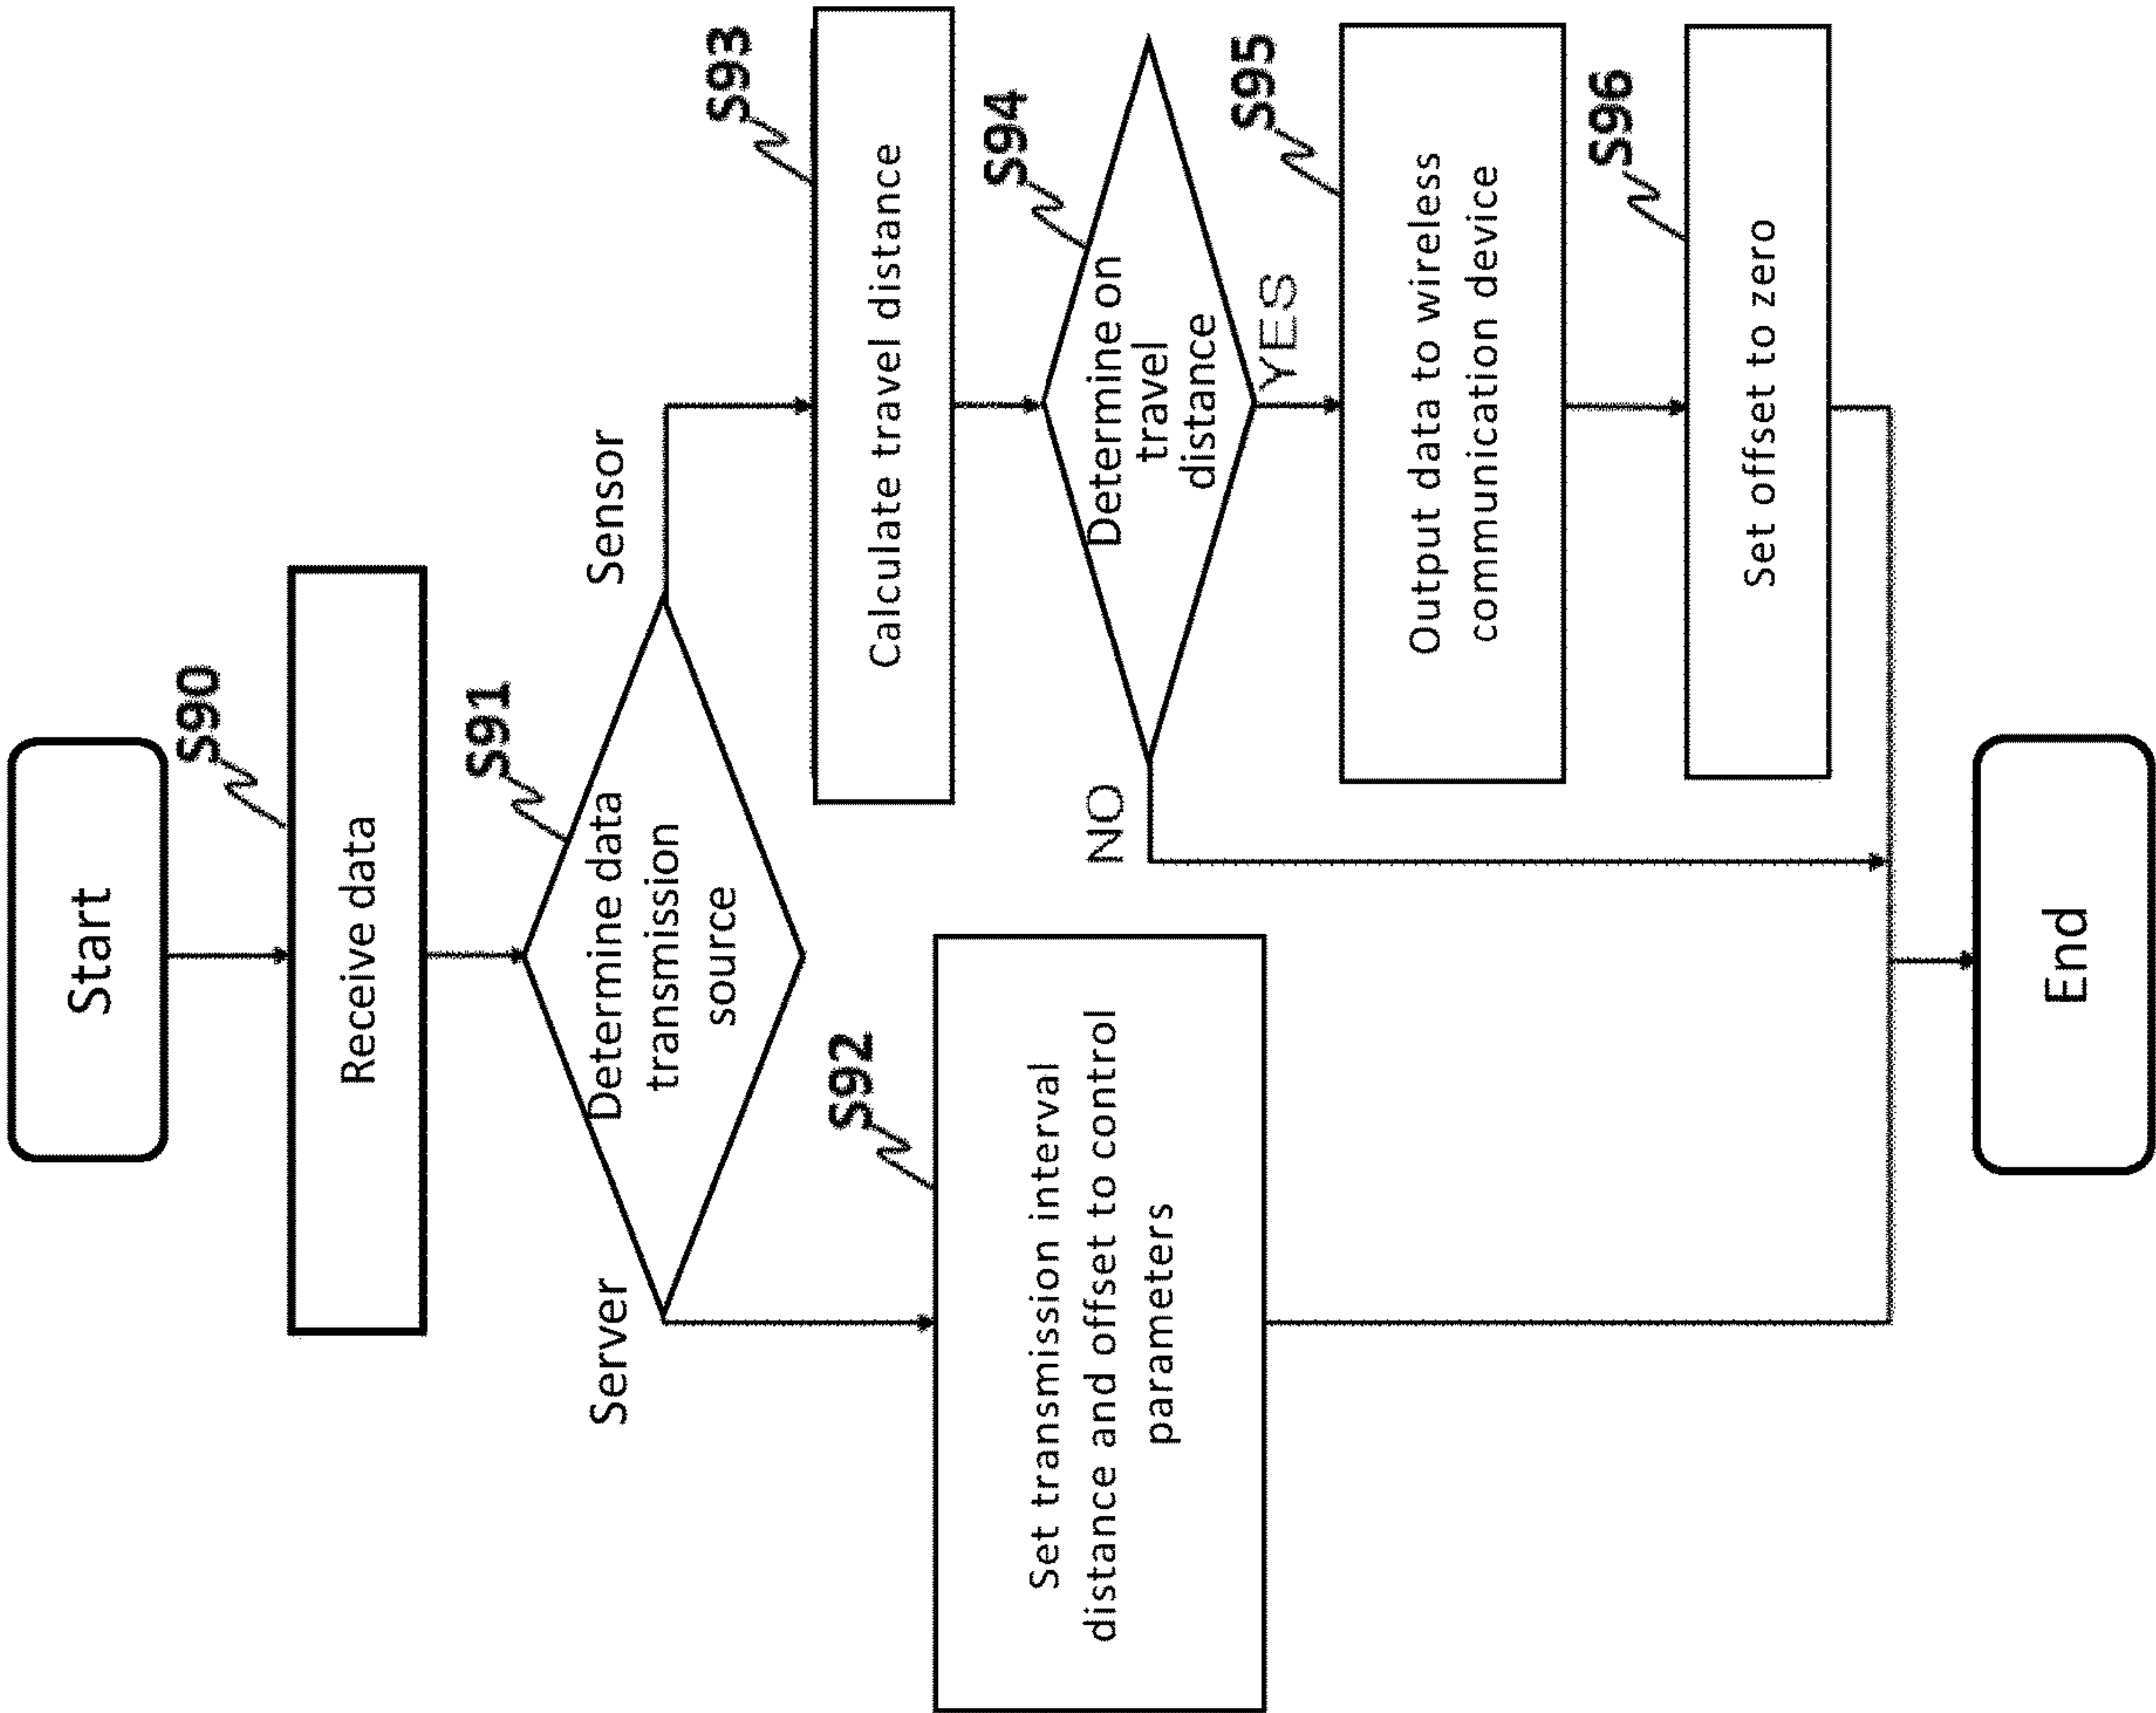 Start
S90
Receive data
S91
Determine data
transmission
source
Server
Sensor
S92
Set transmission interval
distance and offset to control
parameters
S93
Calculate travel distance
S94
Determine on
travel
distance
NO
YES
S95
Output data to wireless
communication device
S96
Set offset to zero
End